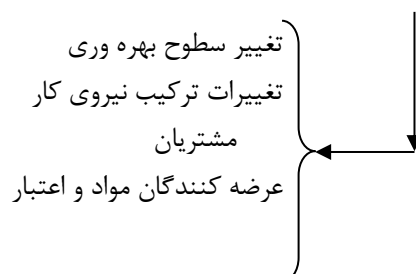 تغییر سطوح بهره وری
تغییرات ترکیب نیروی کار
مشتریان
عرضه کنندگان مواد و اعتبار